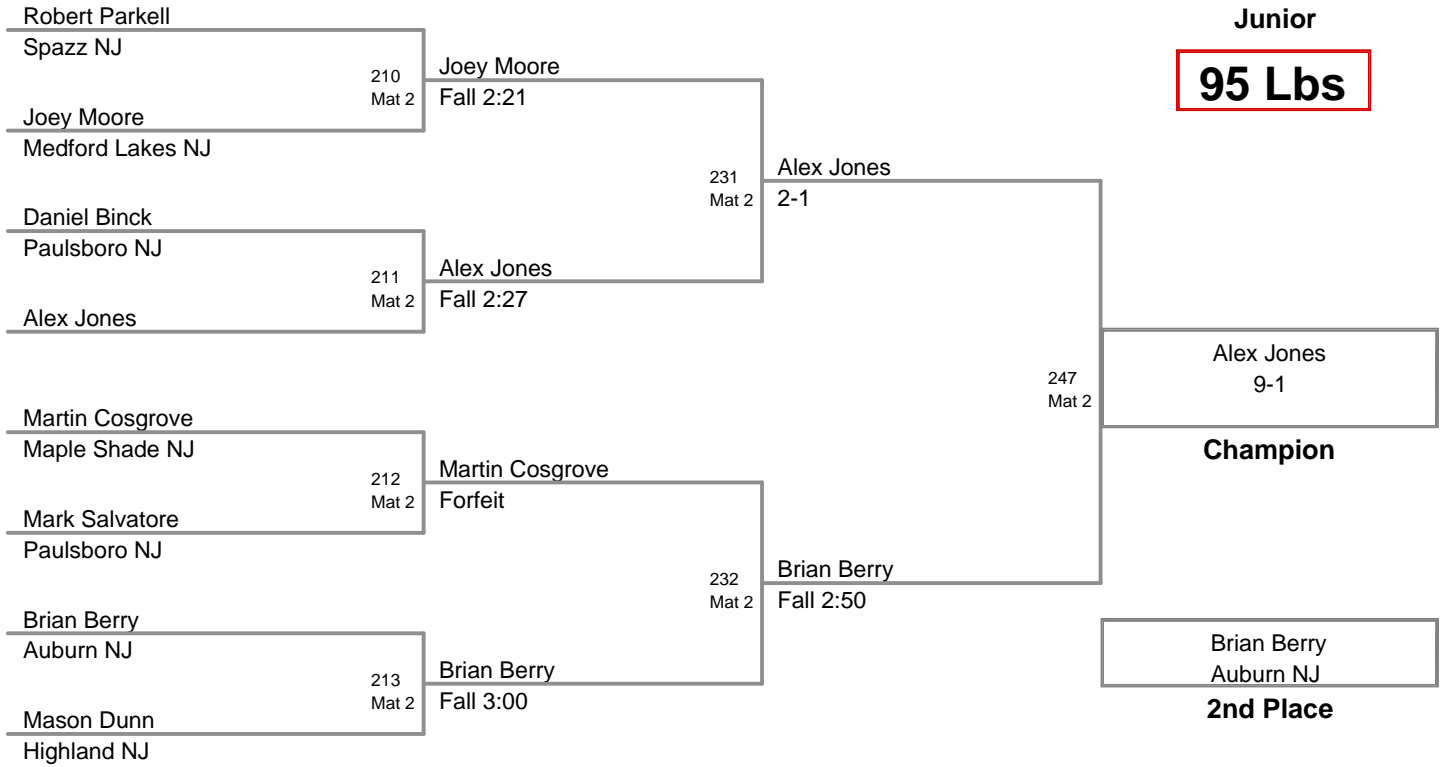 Robert Parkell
Spazz NJ
210
Mat 2
Joey Moore
Fall 2:21
Joey Moore
Medford Lakes NJ
231
Mat 2
Alex Jones
2-1
Daniel Binck
Paulsboro NJ
211
Mat 2
Alex Jones
Fall 2:27
Alex Jones
247
Mat 2
Alex Jones
9-1
Champion
Martin Cosgrove
Maple Shade NJ
212
Mat 2
Martin Cosgrove
Forfeit
Mark Salvatore
Paulsboro NJ
232
Mat 2
Brian Berry
Fall 2:50
Brian Berry
Auburn NJ
213
Mat 2
Brian Berry
Fall 3:00
Mason Dunn
Highland NJ
Brian Berry
Auburn NJ
2nd Place
Junior
95 Lbs